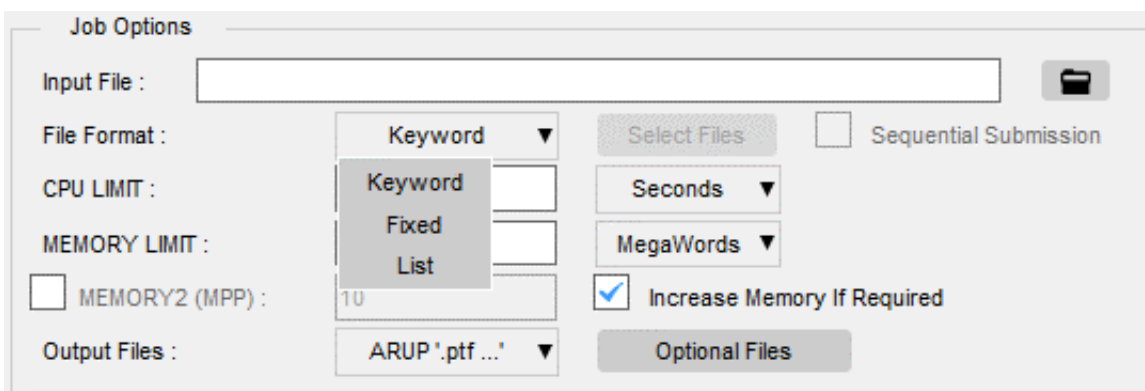 Job Options
Input File :
File Format : Keyword ▼ Select Files Sequential Submission
Keyword
CPU LIMIT : Seconds ▼
Fixed
MEMORY LIMIT : MegaWords ▼
List
MEMORY2 (MPP) : 10 Increase Memory If Required
Output Files : ARUP '.ptf ...' ▼ Optional Files